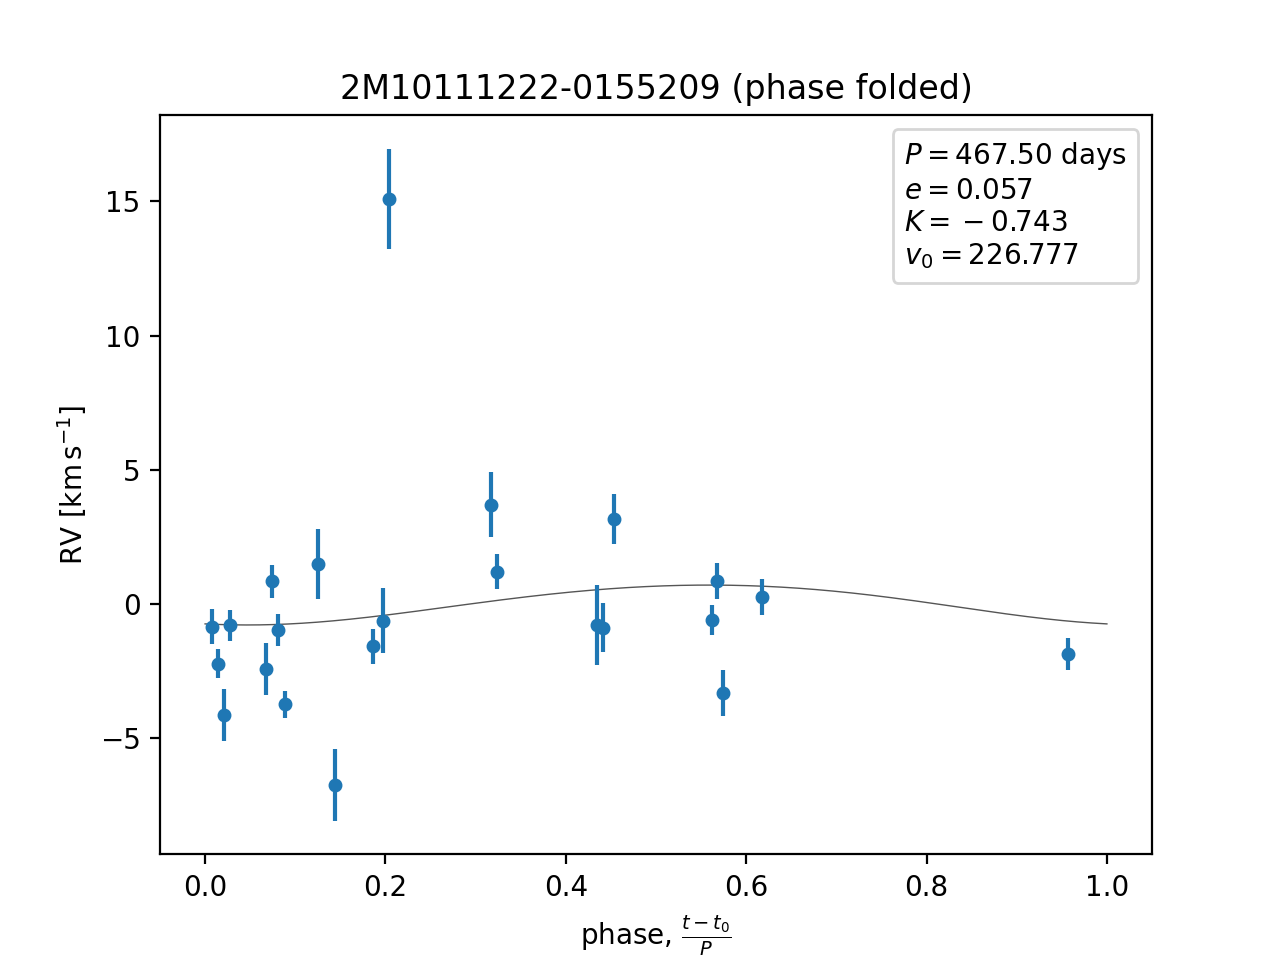 2M10111222-0155209 (phase folded)
P = 467.50 days
e = 0.057
K = −0.743
v₀ = 226.777
15
10
5
0
−5
RV [km s⁻¹]
0.0 0.2 0.4 0.6 0.8 1.0
phase, (t − t₀)/P